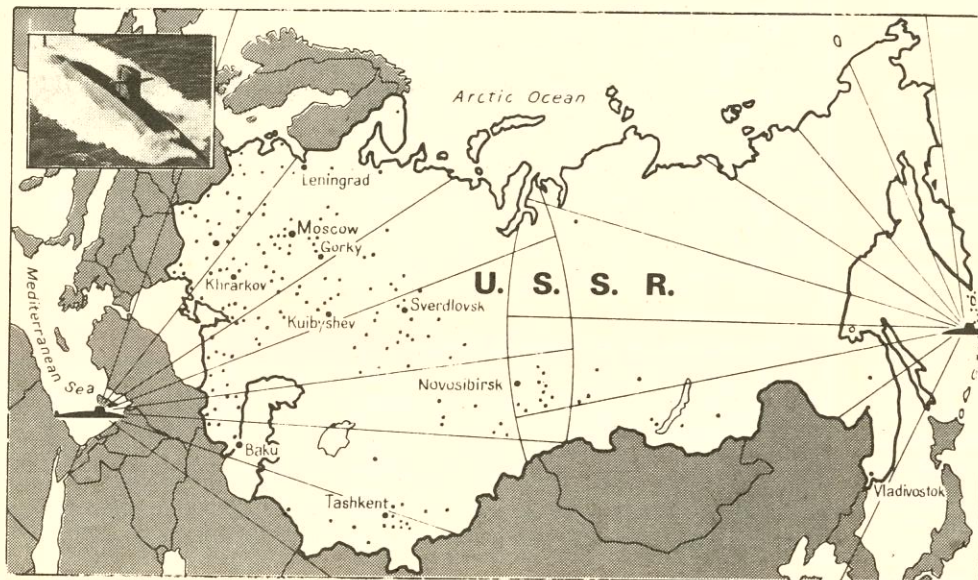 Arctic Ocean
Leningrad
Moscow
Gorky
Khrarkov
U. S. S. R.
Sverdlovsk
Kuibyshev
Mediterranean Sea
Novosibirsk
Baku
Tashkent
Vladivostok